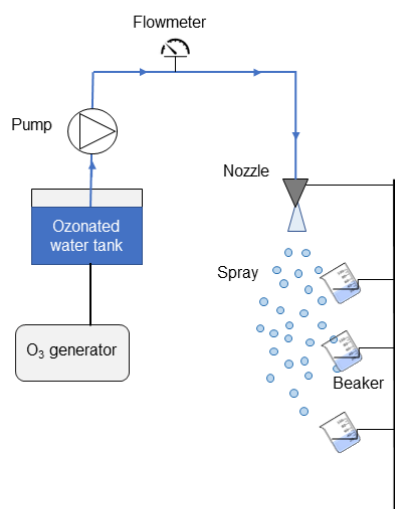 Flowmeter
Pump
Nozzle
Ozonated
water tank
Spray
O₃ generator
Beaker